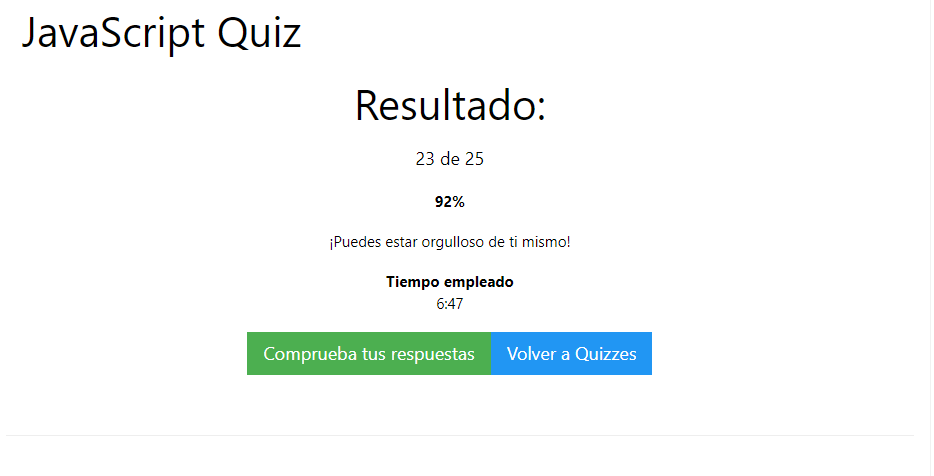 JavaScript Quiz
Resultado:
23 de 25
92%
¡Puedes estar orgulloso de ti mismo!
Tiempo empleado
6:47
Comprueba tus respuestas
Volver a Quizzes